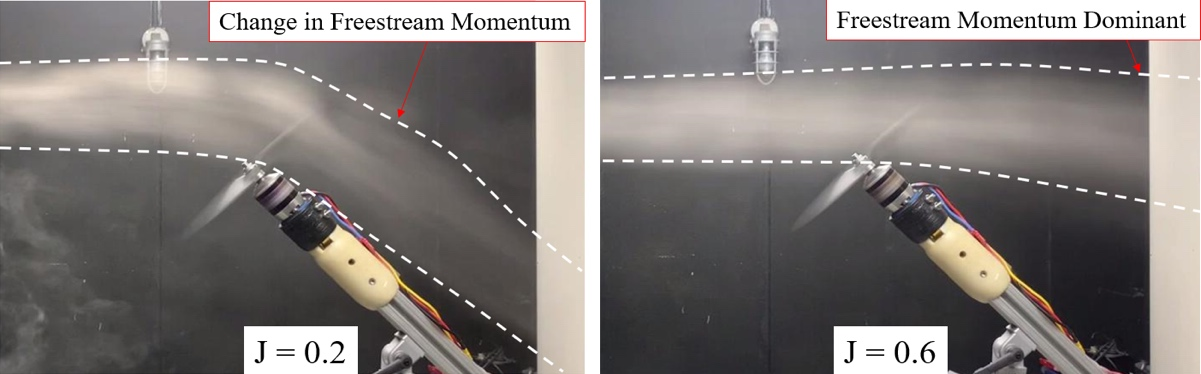 Change in Freestream Momentum
Freestream Momentum Dominant
J = 0.2
J = 0.6